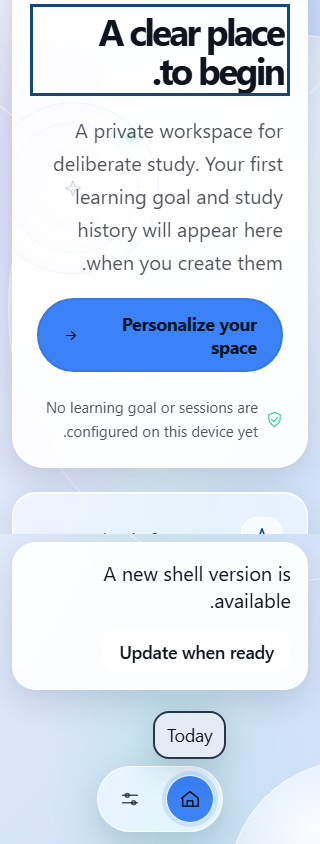 A clear place
.to begin
A private workspace for
deliberate study. Your first
learning goal and study
history will appear here
.when you create them
Personalize your
space
No learning goal or sessions are
.configured on this device yet
A new shell version is
.available
Update when ready
Today